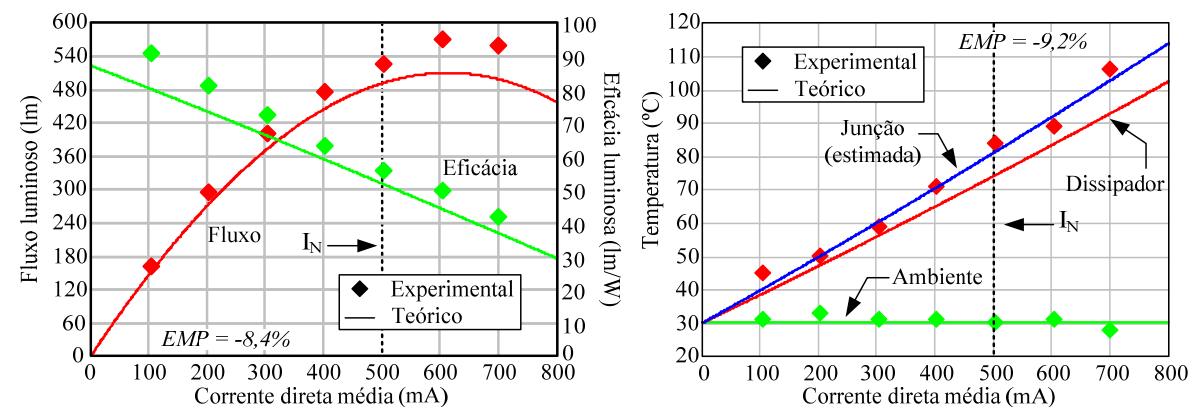 600
540
480
420
360
300
240
180
120
60
0
Fluxo luminoso (lm)
100
90
80
70
60
50
40
30
20
10
0
Eficácia luminosa (lm/W)
Eficácia
Fluxo
I_N
Experimental
Teórico
EMP = -8,4%
0 100 200 300 400 500 600 700 800
Corrente direta média (mA)
120
110
100
90
80
70
60
50
40
30
20
Temperatura (ºC)
EMP = -9,2%
Experimental
Teórico
Junção
(estimada)
Dissipador
I_N
Ambiente
0 100 200 300 400 500 600 700 800
Corrente direta média (mA)